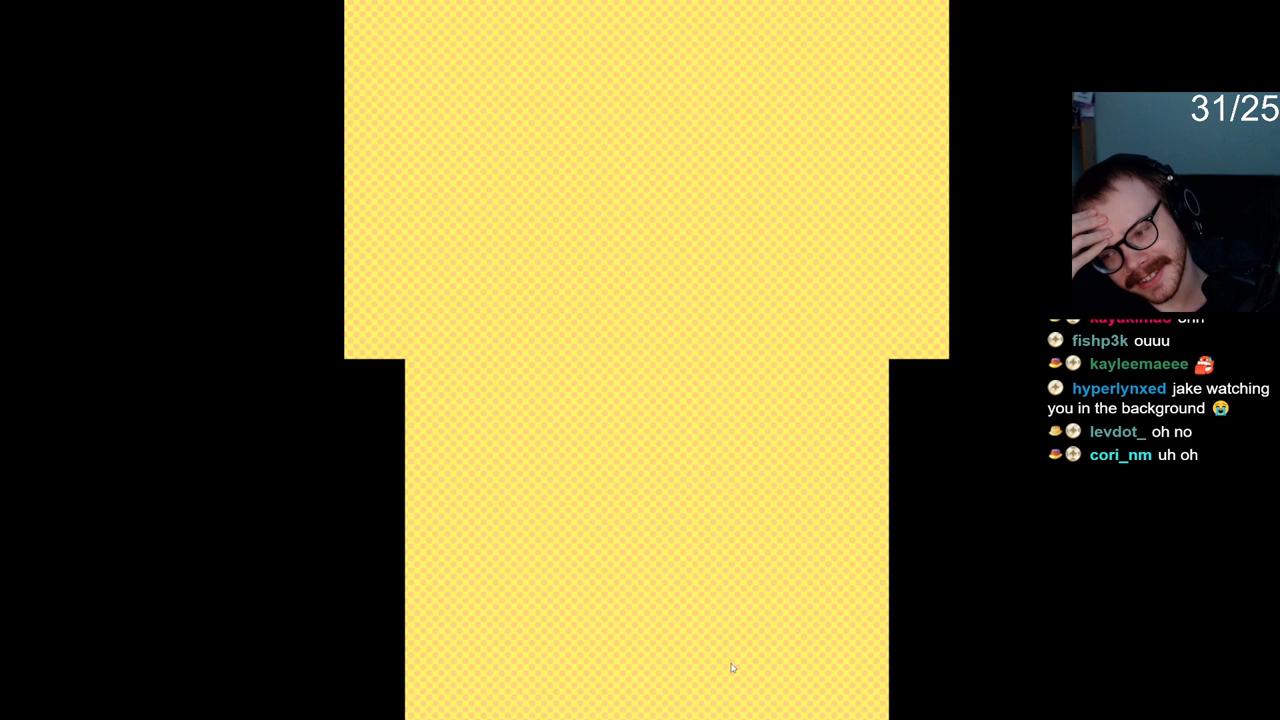 31/25
fishp3k ouuu
kayleemaeee
hyperlynxed jake watching
you in the background
levdot_ oh no
cori_nm uh oh